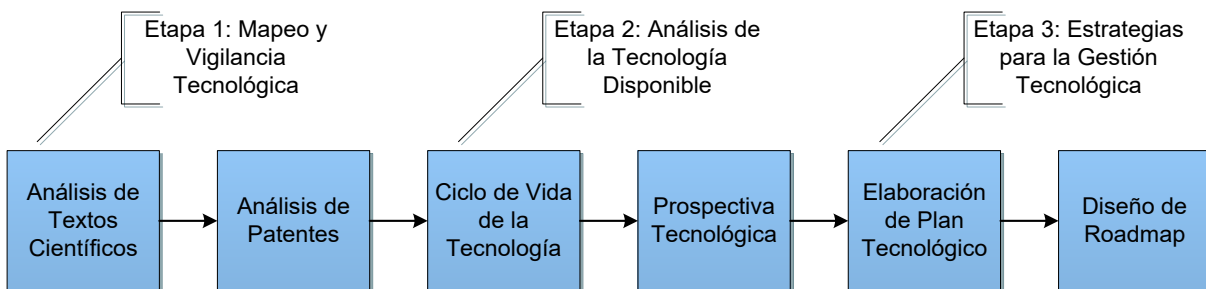 Etapa 1: Mapeo y
Vigilancia
Tecnológica
Etapa 2: Análisis de
la Tecnología
Disponible
Etapa 3: Estrategias
para la Gestión
Tecnológica
Análisis de
Textos
Científicos
Análisis de
Patentes
Ciclo de Vida
de la
Tecnología
Prospectiva
Tecnológica
Elaboración
de Plan
Tecnológico
Diseño de
Roadmap